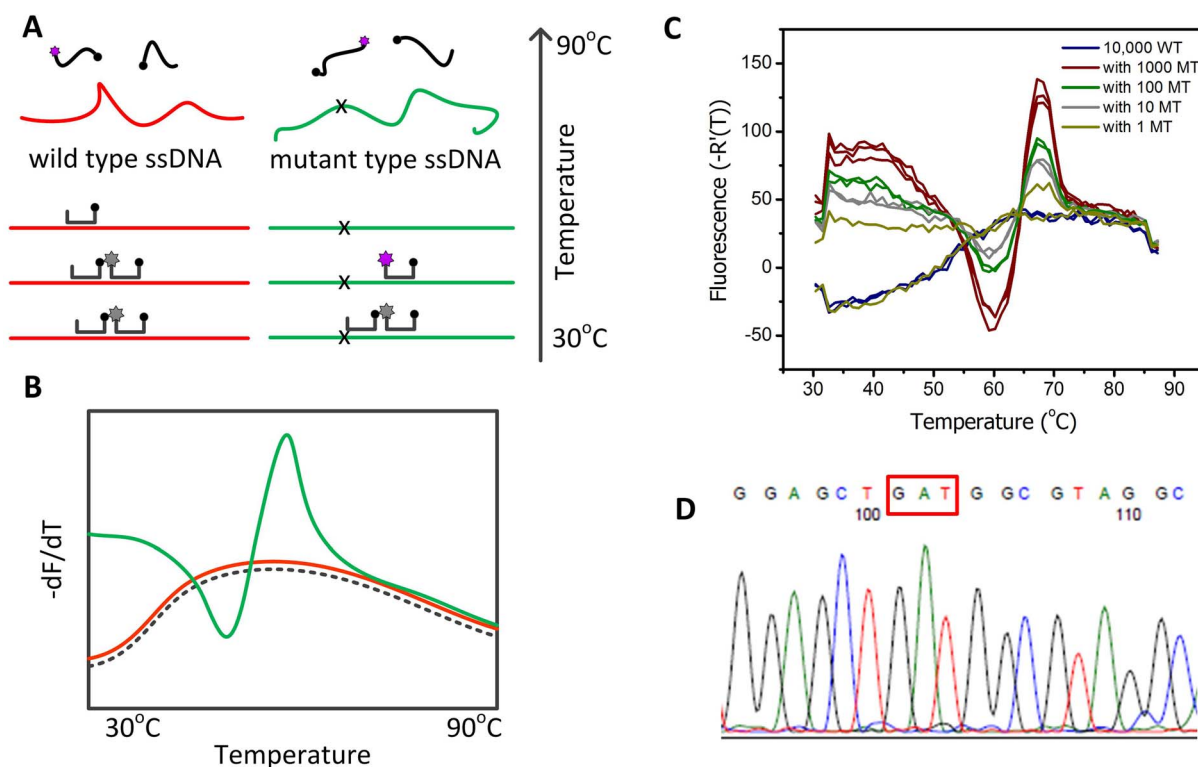 A
90°C
wild type ssDNA
mutant type ssDNA
X
X
X
X
Temperature
30°C
B
-dF/dT
30°C
90°C
Temperature
C
10,000 WT
with 1000 MT
with 100 MT
with 10 MT
with 1 MT
Fluorescence (-R'(T))
150
100
50
0
-50
30 40 50 60 70 80 90
Temperature (°C)
D
G G A G C T G A T G G C G T A G G C
100 110